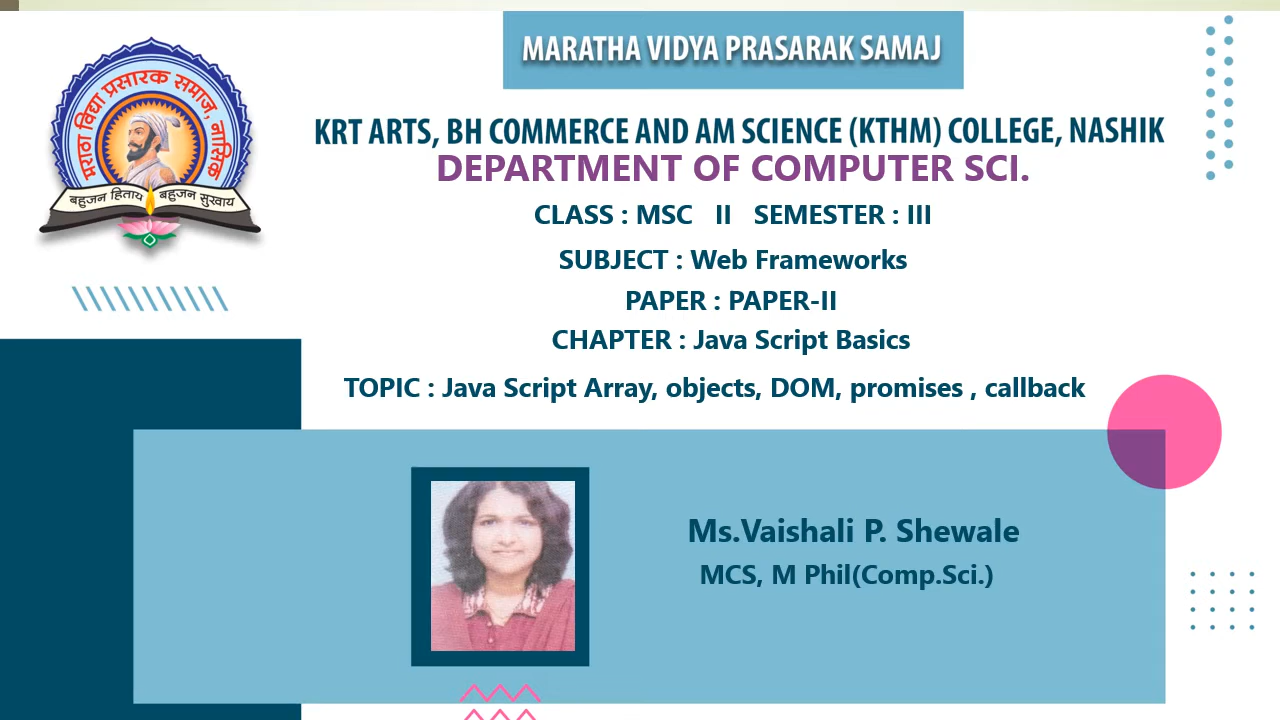 MARATHA VIDYA PRASARAK SAMAJ
मराठा विद्या प्रसारक समाज, नासिक
बहुजन हिताय बहुजन सुखाय
KRT ARTS, BH COMMERCE AND AM SCIENCE (KTHM) COLLEGE, NASHIK
DEPARTMENT OF COMPUTER SCI.
CLASS : MSC II SEMESTER : III
SUBJECT : Web Frameworks
PAPER : PAPER-II
CHAPTER : Java Script Basics
TOPIC : Java Script Array, objects, DOM, promises , callback
Ms.Vaishali P. Shewale
MCS, M Phil(Comp.Sci.)